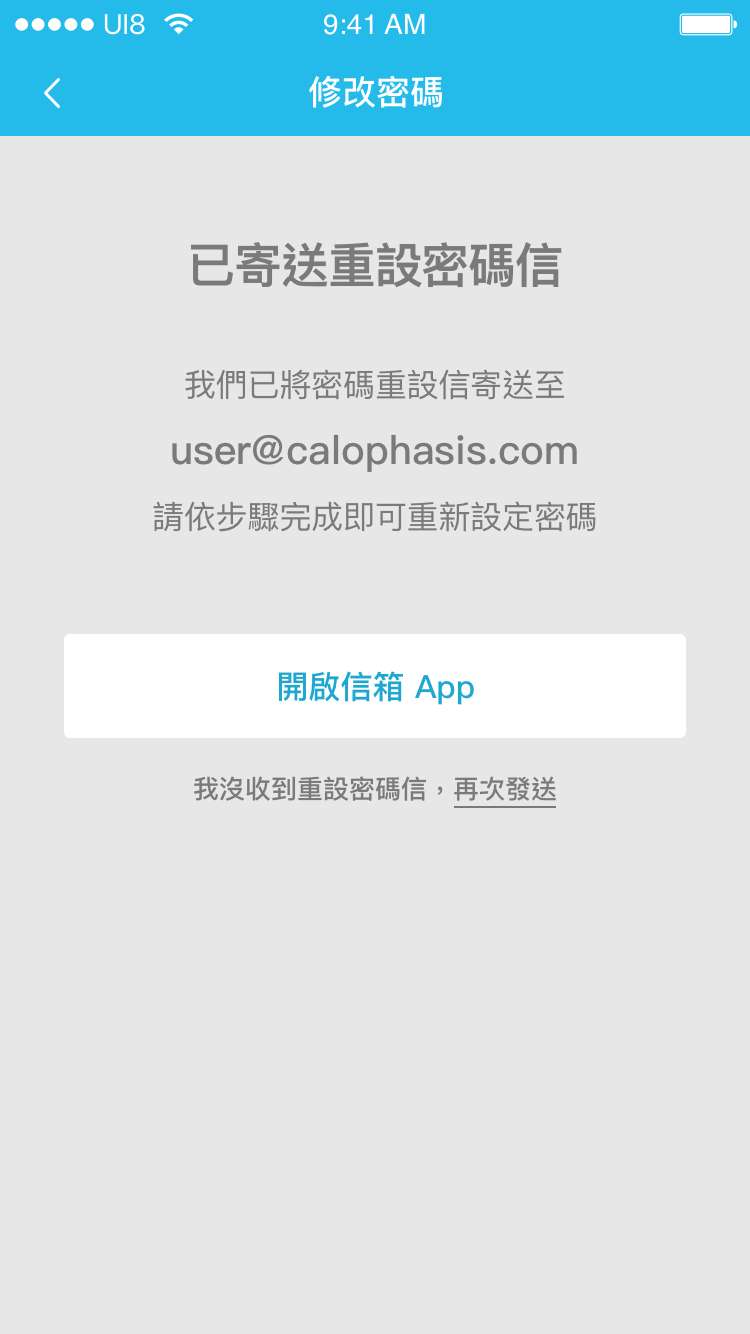 UI8 9:41 AM
修改密碼
已寄送重設密碼信
我們已將密碼重設信寄送至
user@calophasis.com
請依步驟完成即可重新設定密碼
開啟信箱 App
我沒收到重設密碼信，再次發送